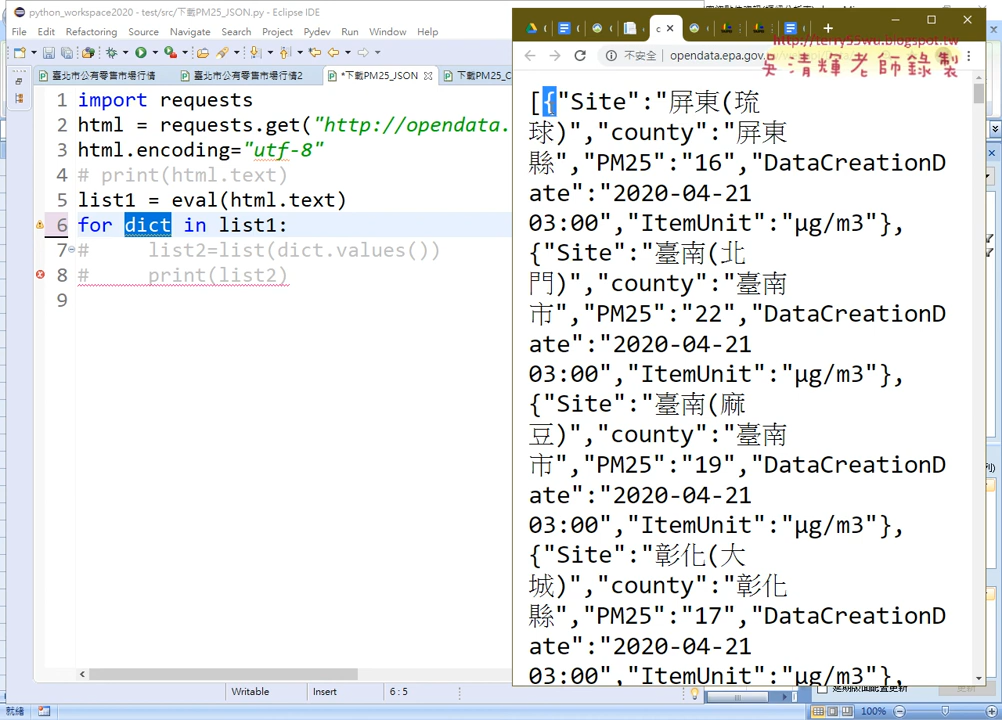 python_workspace2020 - test/src/下載PM25_JSON.py - Eclipse IDE
File Edit Refactoring Source Navigate Search Project Pydev Run Window Help
臺北市公有零售市場行情 臺北市公有零售市場行情2 *下載PM25_JSON 下載PM25_C
1 import requests
2 html = requests.get("http://opendata.
3 html.encoding="utf-8"
4 # print(html.text)
5 list1 = eval(html.text)
6 for dict in list1:
7 # list2=list(dict.values())
8 # print(list2)
9
Writable Insert 6 : 5
http://terry55wu.blogspot.tw
不安全 opendata.epa.gov.
吳清輝老師錄製
[{"Site":"屏東(琉
球)","county":"屏東
縣","PM25":"16","DataCreationD
ate":"2020-04-21
03:00","ItemUnit":"μg/m3"},
{"Site":"臺南(北
門)","county":"臺南
市","PM25":"22","DataCreationD
ate":"2020-04-21
03:00","ItemUnit":"μg/m3"},
{"Site":"臺南(麻
豆)","county":"臺南
市","PM25":"19","DataCreationD
ate":"2020-04-21
03:00","ItemUnit":"μg/m3"},
{"Site":"彰化(大
城)","county":"彰化
縣","PM25":"17","DataCreationD
ate":"2020-04-21
03:00","ItemUnit":"μg/m3"},
就緒 100%